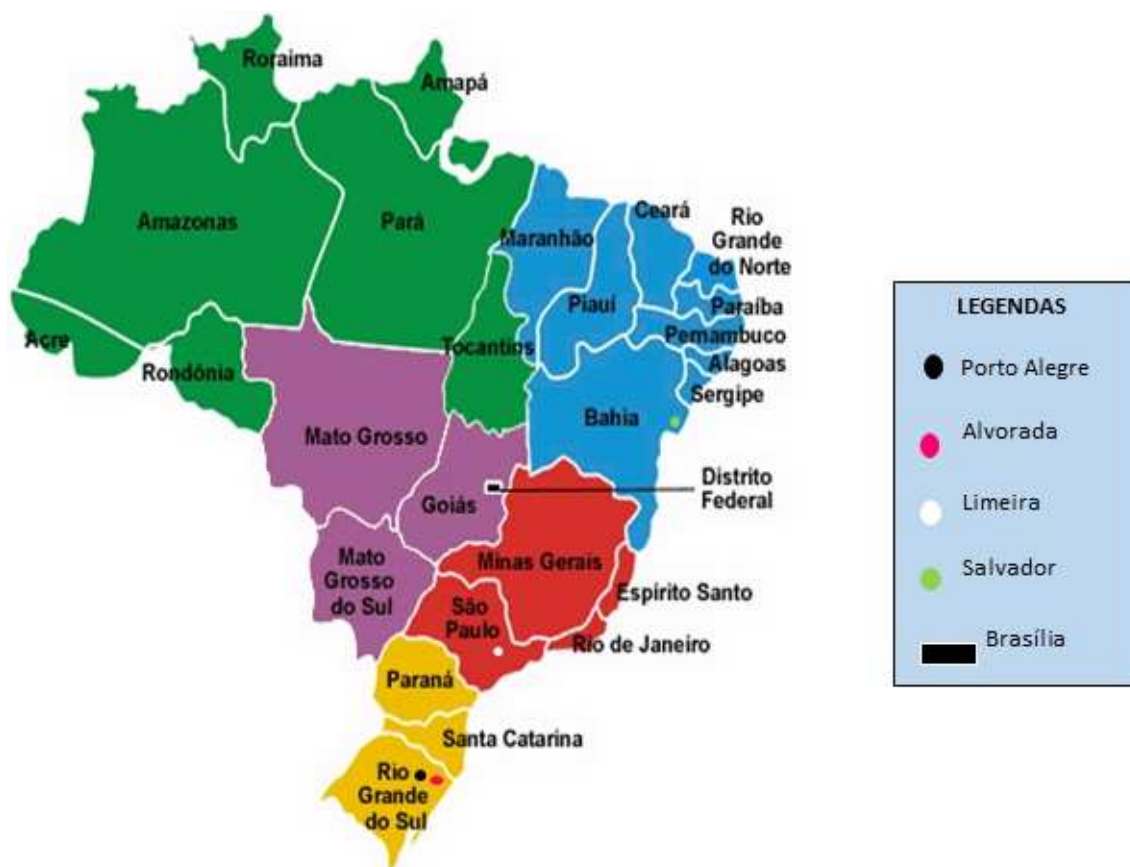 Roraima
Amapá
Amazonas
Pará
Maranhão
Ceará
Rio
Grande
do Norte
Piauí
Paraíba
Acre
Rondônia
Tocantins
Pernambuco
Alagoas
Sergipe
Mato Grosso
Bahia
Goiás
Distrito
Federal
Mato
Grosso
do Sul
Minas Gerais
Espírito Santo
São
Paulo
Rio de Janeiro
Paraná
Santa Catarina
Rio
Grande
do Sul
LEGENDAS
Porto Alegre
Alvorada
Limeira
Salvador
Brasília